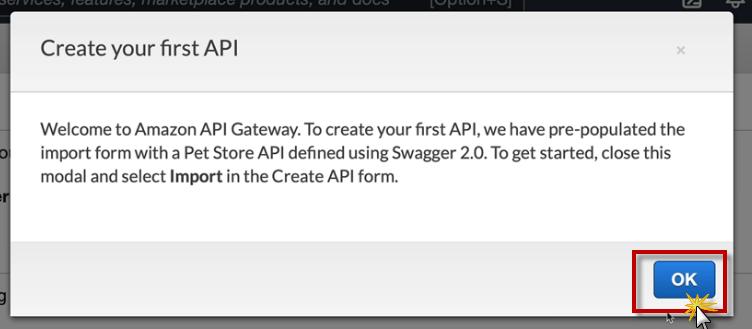 services, features, marketplace products, and docs [Option+S]
Create your first API
×
Welcome to Amazon API Gateway. To create your first API, we have pre-populated the
import form with a Pet Store API defined using Swagger 2.0. To get started, close this
modal and select Import in the Create API form.
OK